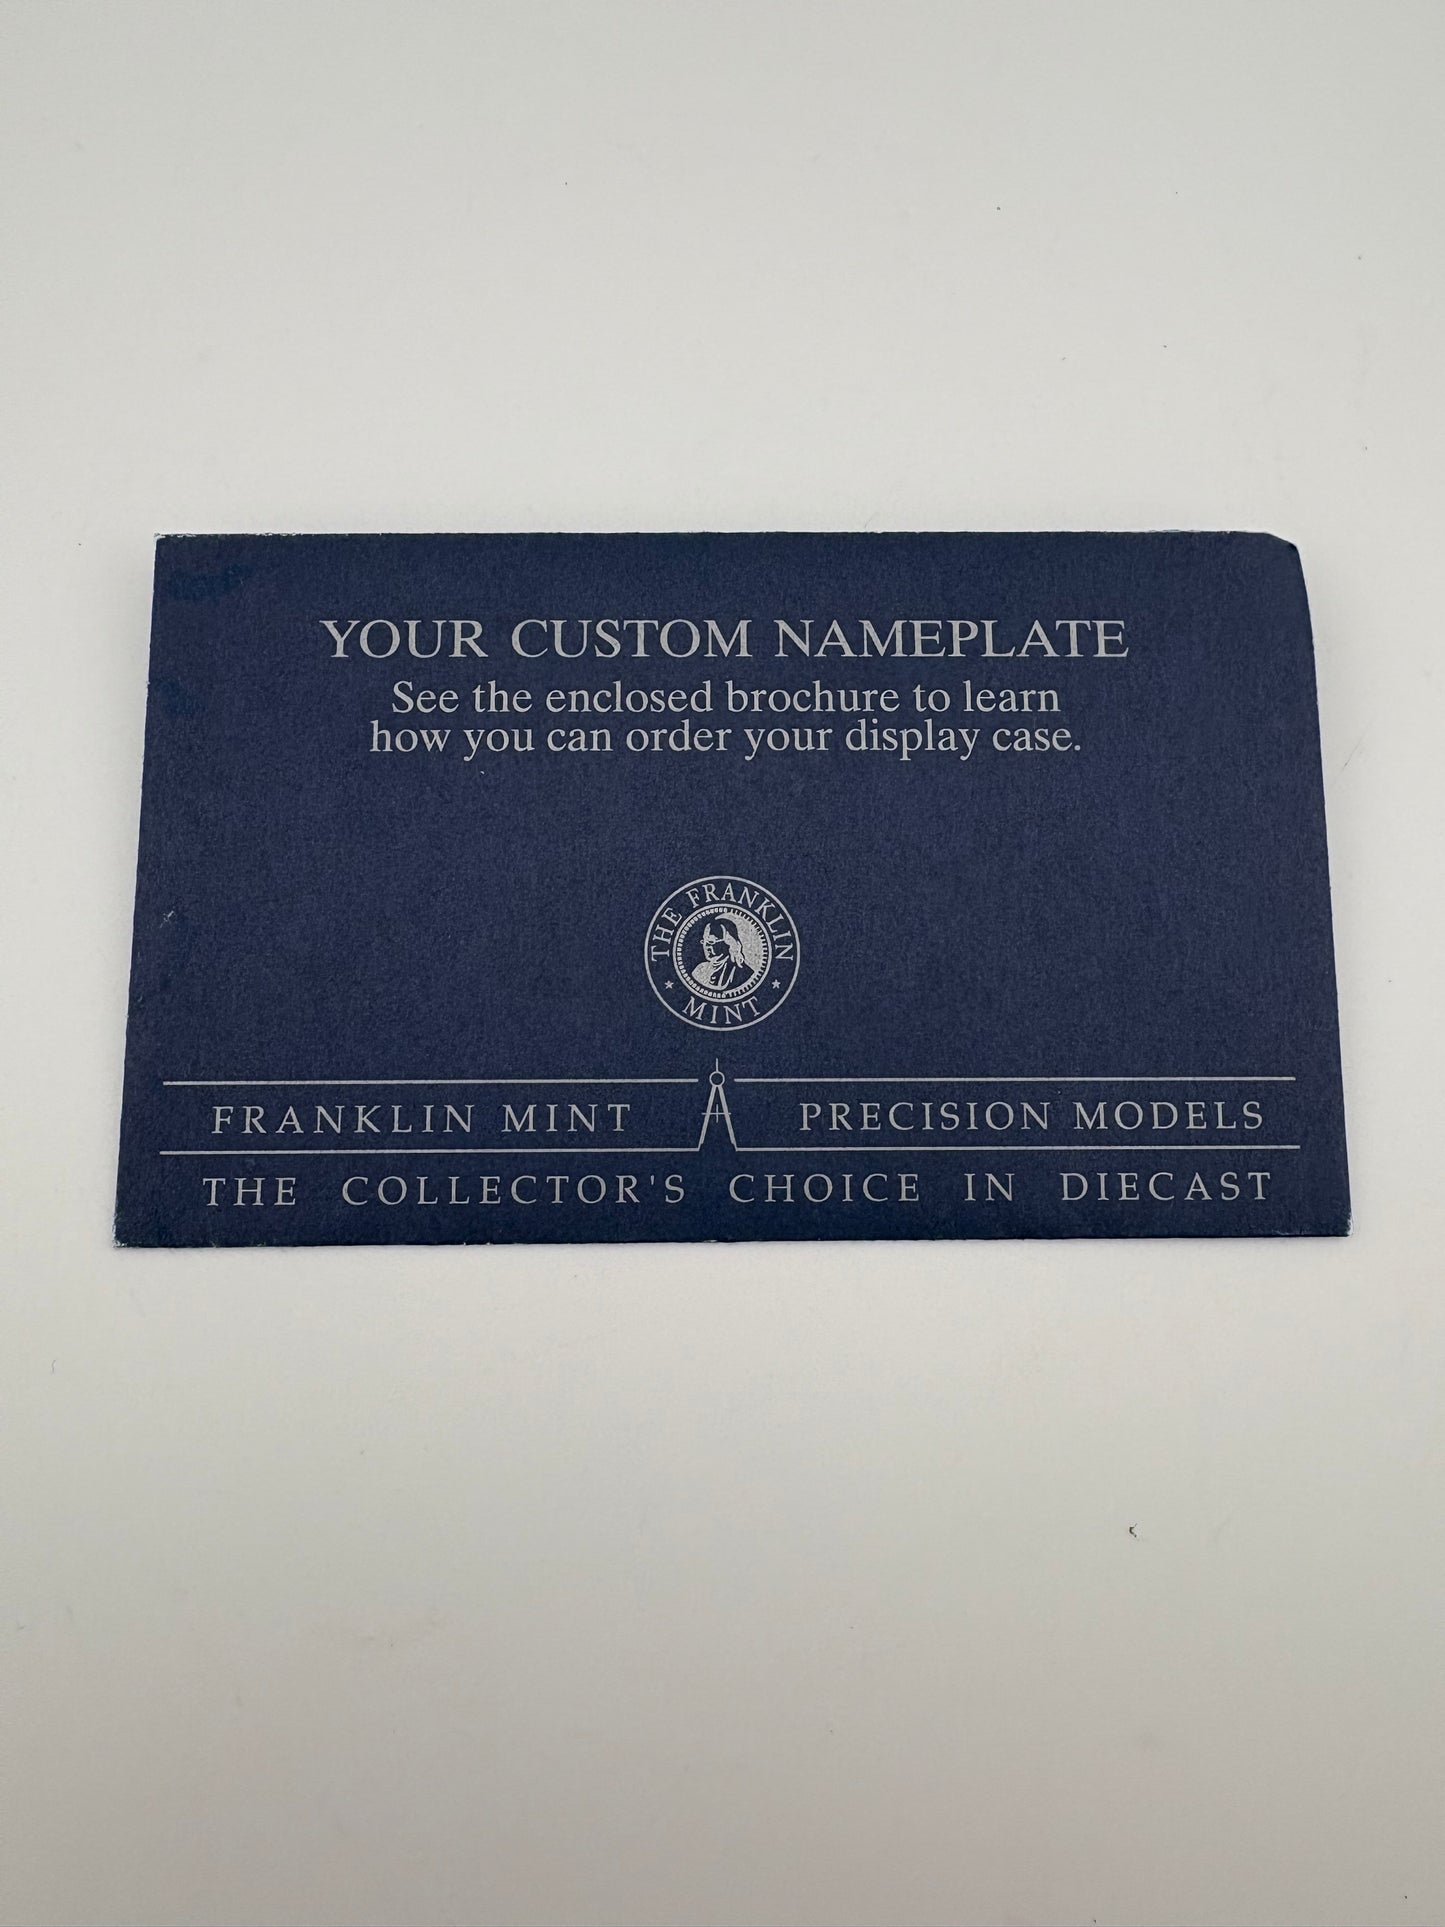 YOUR CUSTOM NAMEPLATE
See the enclosed brochure to learn
how you can order your display case.
THE FRANKLIN
MINT
FRANKLIN MINT PRECISION MODELS
THE COLLECTOR'S CHOICE IN DIECAST